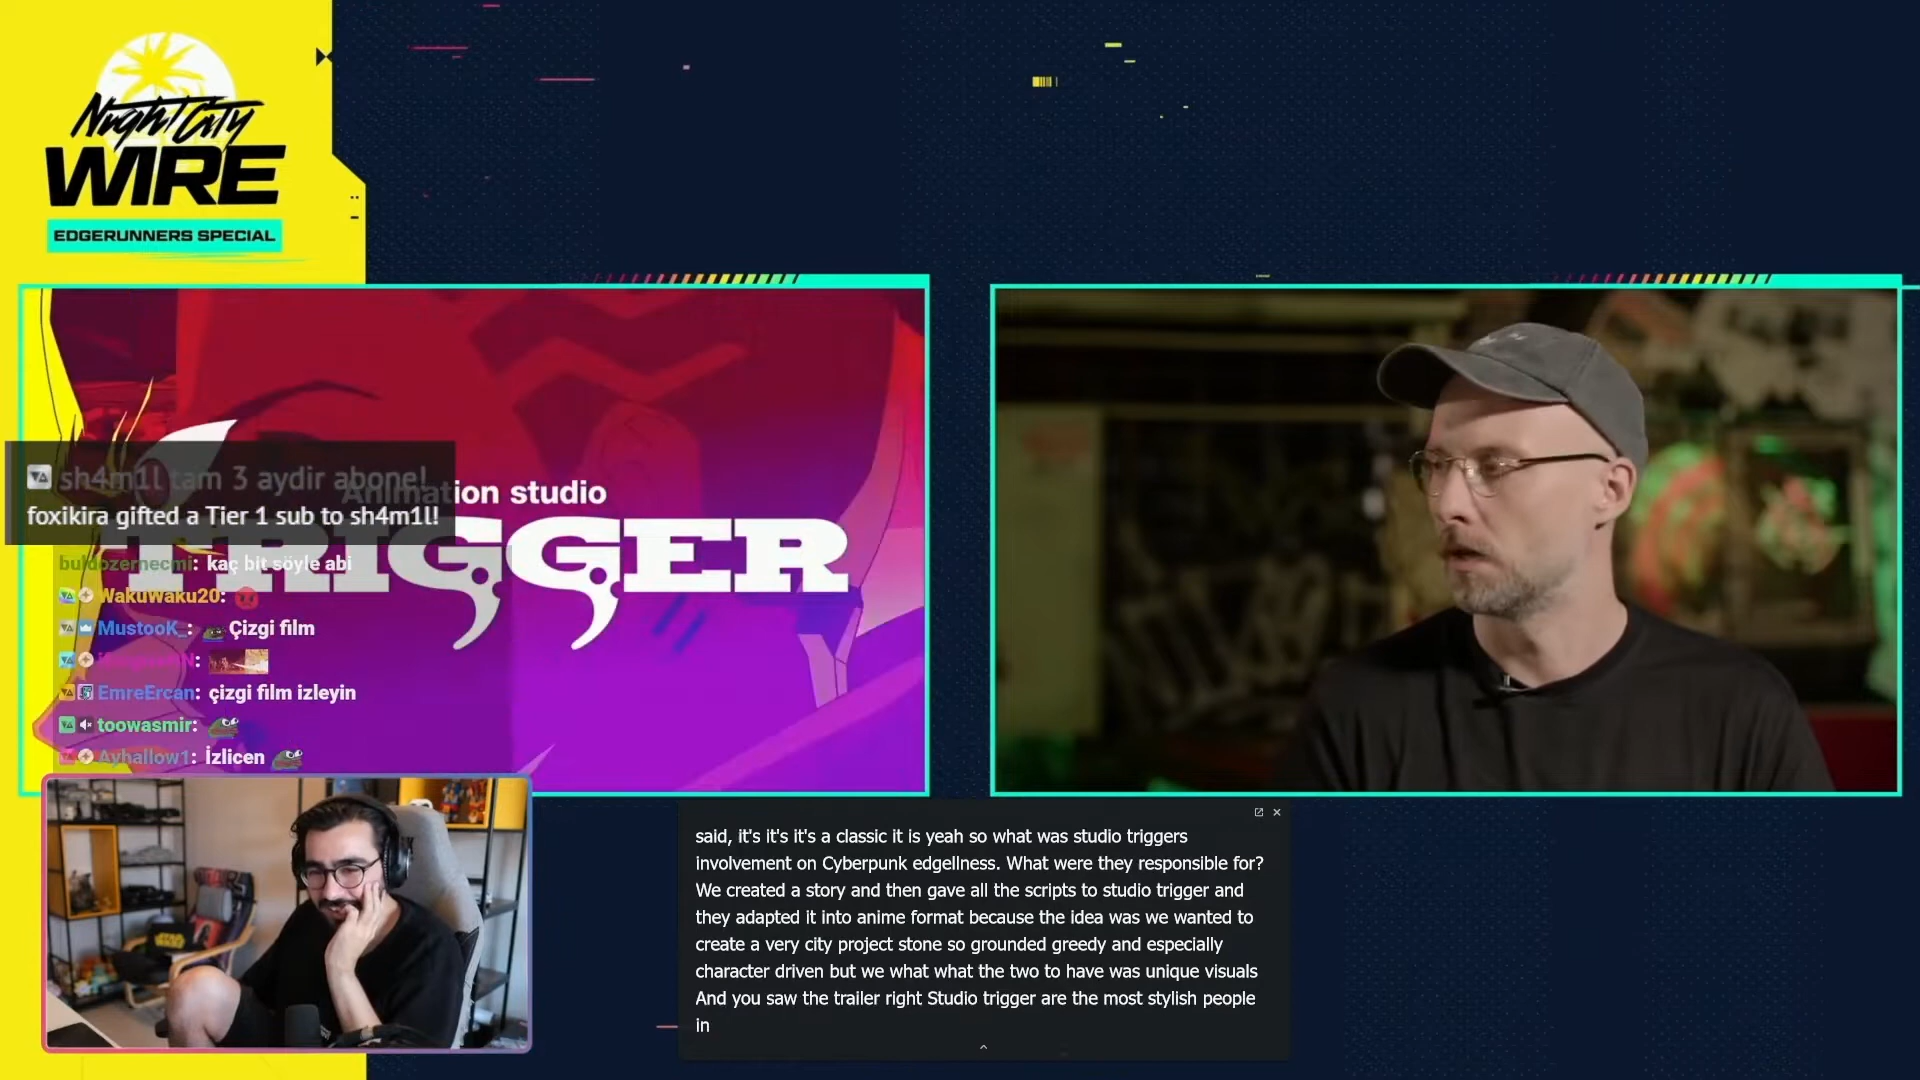 Night City
WIRE
EDGERUNNERS SPECIAL
Animation studio
TRIGGER
sh4m1l tam 3 aydir abone!
foxikira gifted a Tier 1 sub to sh4m1l!
buldozernecmi: kaç bit söyle abi
WakuWaku20:
MustooK_: Çizgi film
EmreErcan: çizgi film izleyin
toowasmir:
Ayhallow1: İzlicen
said, it's it's it's a classic it is yeah so what was studio triggers
involvement on Cyberpunk edgellness. What were they responsible for?
We created a story and then gave all the scripts to studio trigger and
they adapted it into anime format because the idea was we wanted to
create a very city project stone so grounded greedy and especially
character driven but we what what the two to have was unique visuals
And you saw the trailer right Studio trigger are the most stylish people
in